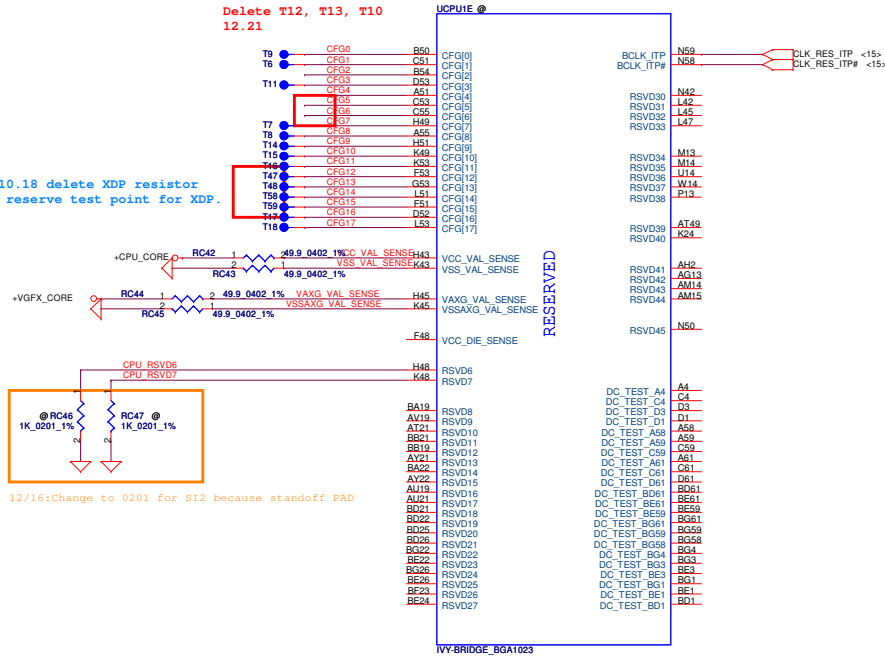 Delete T12, T13, T10
12.21
UCPU1E @
T9 CFG0 B50 CFG[0]
T6 CFG1 C51 CFG[1]
CFG2 B54 CFG[2]
T11 CFG3 D53 CFG[3]
CFG4 A51 CFG[4]
CFG5 C53 CFG[5]
CFG6 C55 CFG[6]
T7 CFG7 H49 CFG[7]
T8 CFG8 A55 CFG[8]
T14 CFG9 H51 CFG[9]
T15 CFG10 K49 CFG[10]
T16 CFG11 K53 CFG[11]
T47 CFG12 F53 CFG[12]
T48 CFG13 G53 CFG[13]
T58 CFG14 L51 CFG[14]
T59 CFG15 F51 CFG[15]
T17 CFG16 D52 CFG[16]
T18 CFG17 L53 CFG[17]
10.18 delete XDP resistor
reserve test point for XDP.
BCLK_ITP N59 CLK_RES_ITP <15>
BCLK_ITP# N58 CLK_RES_ITP# <15>
RSVD30 N42
RSVD31 L42
RSVD32 L45
RSVD33 L47
RSVD34 M13
RSVD35 M14
RSVD36 U14
RSVD37 W14
RSVD38 P13
RSVD39 AT49
RSVD40 K24
RSVD41 AH2
RSVD42 AG13
RSVD43 AM14
RSVD44 AM15
RSVD45 N50
RESERVED
+CPU_CORE RC42 1 2 49.9_0402_1% VCC_VAL_SENSE H43 VCC_VAL_SENSE
RC43 2 1 49.9_0402_1% VSS_VAL_SENSE K43 VSS_VAL_SENSE
+VGFX_CORE RC44 1 2 49.9_0402_1% VAXG_VAL_SENSE H45 VAXG_VAL_SENSE
RC45 2 1 49.9_0402_1% VSSAXG_VAL_SENSE K45 VSSAXG_VAL_SENSE
F48 VCC_DIE_SENSE
CPU_RSVD6 H48 RSVD6
CPU_RSVD7 K48 RSVD7
1 1
@ RC46 RC47 @
1K_0201_1% 1K_0201_1%
2 2
12/16:Change to 0201 for SI2 because standoff PAD
BA19 RSVD8
AV19 RSVD9
AT21 RSVD10
BB21 RSVD11
BB19 RSVD12
AY21 RSVD13
BA22 RSVD14
AY22 RSVD15
AU19 RSVD16
AU21 RSVD17
BD21 RSVD18
BD22 RSVD19
BD25 RSVD20
BD26 RSVD21
BG22 RSVD22
BE22 RSVD23
BG26 RSVD24
BE26 RSVD25
BF23 RSVD26
BE24 RSVD27
DC_TEST_A4 A4
DC_TEST_C4 C4
DC_TEST_D3 D3
DC_TEST_D1 D1
DC_TEST_A58 A58
DC_TEST_A59 A59
DC_TEST_C59 C59
DC_TEST_A61 A61
DC_TEST_C61 C61
DC_TEST_D61 D61
DC_TEST_BD61 BD61
DC_TEST_BE61 BE61
DC_TEST_BE59 BE59
DC_TEST_BG61 BG61
DC_TEST_BG59 BG59
DC_TEST_BG58 BG58
DC_TEST_BG4 BG4
DC_TEST_BG3 BG3
DC_TEST_BE3 BE3
DC_TEST_BG1 BG1
DC_TEST_BE1 BE1
DC_TEST_BD1 BD1
IVY-BRIDGE_BGA1023